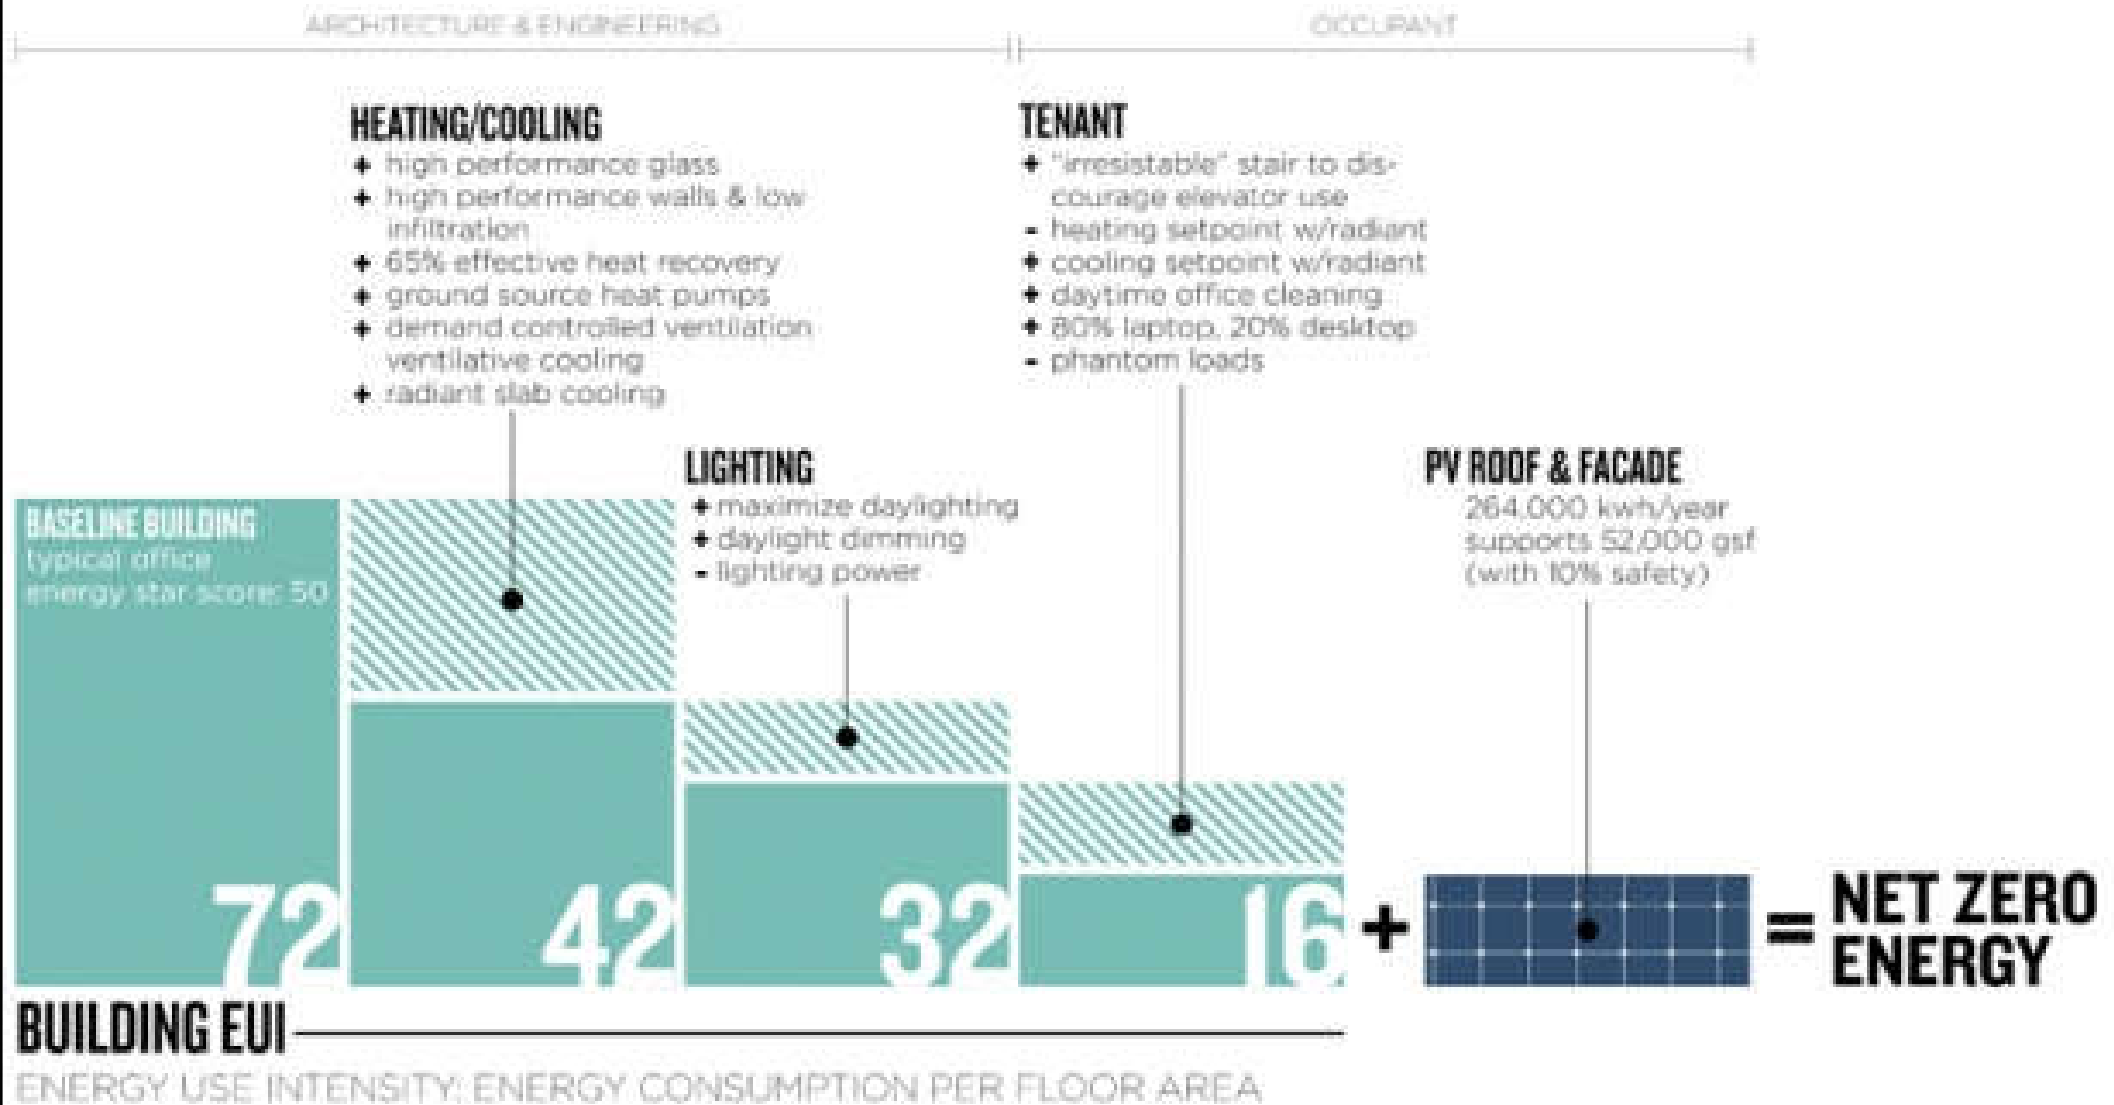 ARCHITECTURE & ENGINEERING
OCCUPANT
HEATING/COOLING
+ high performance glass
+ high performance walls & low
infiltration
+ 65% effective heat recovery
+ ground source heat pumps
+ demand controlled ventilation
ventilative cooling
+ radiant slab cooling
TENANT
+ "irresistable" stair to dis-
courage elevator use
- heating setpoint w/radiant
+ cooling setpoint w/radiant
+ daytime office cleaning
+ 80% laptop, 20% desktop
- phantom loads
LIGHTING
+ maximize daylighting
+ daylight dimming
- lighting power
PV ROOF & FACADE
264,000 kwh/year
supports 52,000 gsf
(with 10% safety)
BASELINE BUILDING
typical office
energy star score: 50
72
42
32
16
+
=
NET ZERO
ENERGY
BUILDING EUI
ENERGY USE INTENSITY: ENERGY CONSUMPTION PER FLOOR AREA